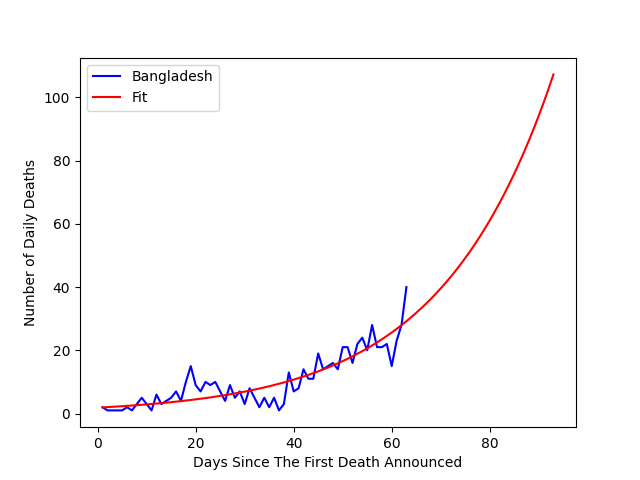 Bangladesh
Fit
Number of Daily Deaths
100
80
60
40
20
0
0 20 40 60 80
Days Since The First Death Announced